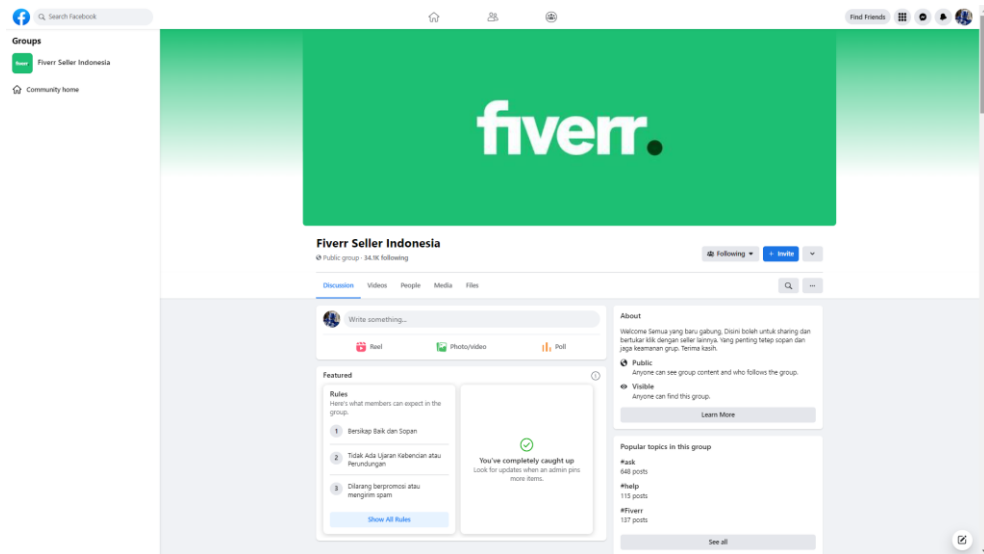 Search Facebook
Find Friends
Groups
fiverr
Fiverr Seller Indonesia
Community home
fiverr.
Fiverr Seller Indonesia
Public group · 34.1K following
Following
+ Invite
Discussion
Videos
People
Media
Files
Write something...
Reel
Photo/video
Poll
Featured
Rules
Here's what members can expect in the
group.
1 Bersikap Baik dan Sopan
2 Tidak Ada Ujaran Kebencian atau
Perundungan
3 Dilarang berpromosi atau
mengirim spam
Show All Rules
You've completely caught up
Look for updates when an admin pins
more items.
About
Welcome Semua yang baru gabung, Disini boleh untuk sharing dan
bertukar klik dengan seller lainnya. Yang penting tetep sopan dan
jaga keamanan grup. Terima kasih.
Public
Anyone can see group content and who follows the group.
Visible
Anyone can find this group.
Learn More
Popular topics in this group
#ask
648 posts
#help
115 posts
#Fiverr
137 posts
See all